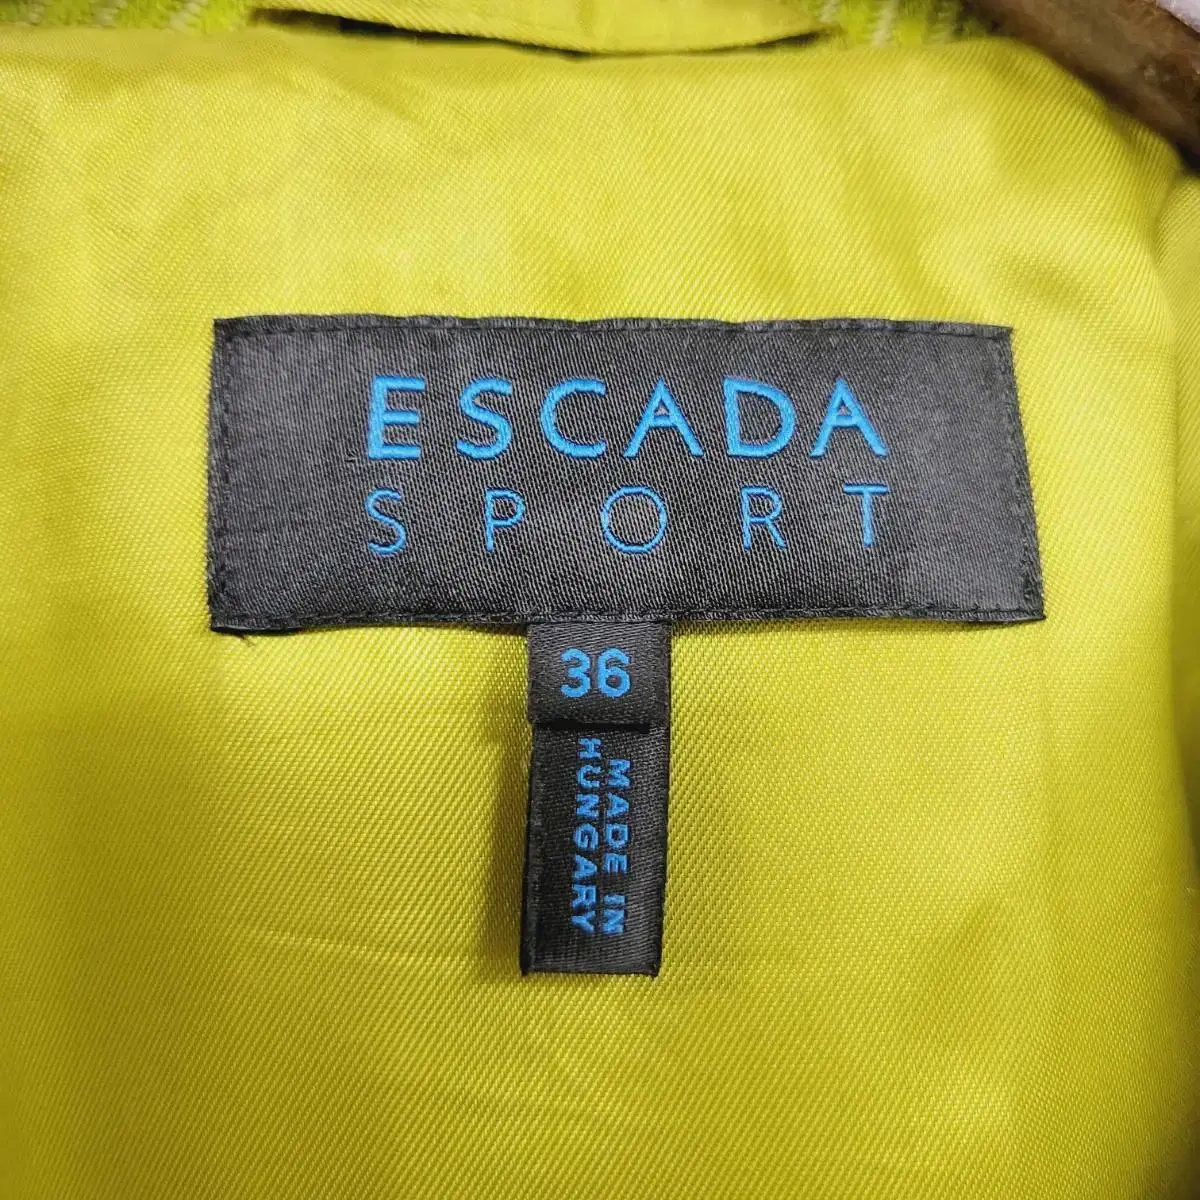 ESCADA
SPORT
36
MADE IN
HUNGARY